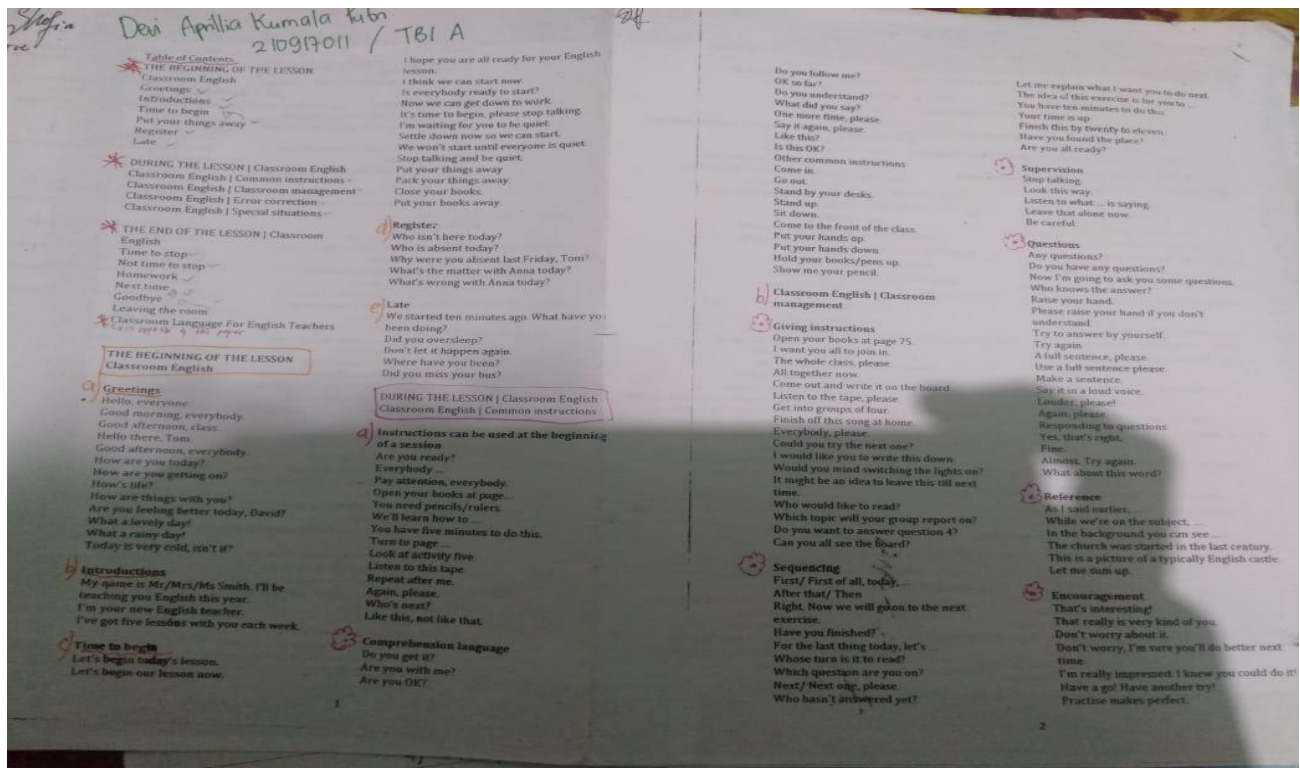 Devi Aprillia Kumala
210917011 / TBI A
Table of Contents
THE BEGINNING OF THE LESSON
Classroom English
Greetings
Introductions
Time to begin
Put your things away
Register
Late
DURING THE LESSON | Classroom English
Classroom English | Common instructions
Classroom English | Classroom management
Classroom English | Error correction
Classroom English | Special situations
THE END OF THE LESSON | Classroom
English
Time to stop
Not time to stop
Homework
Next time
Goodbye
Leaving the room
Classroom Language For English Teachers
THE BEGINNING OF THE LESSON
Classroom English
a) Greetings
Hello, everyone.
Good morning, everybody.
Good afternoon, class.
Hello there, Tom.
Good afternoon, everybody.
How are you today?
How are you getting on?
How's life?
How are things with you?
Are you feeling better today, David?
What a lovely day!
What a rainy day!
Today is very cold, isn't it?
b) Introductions
My name is Mr/Mrs/Ms Smith. I'll be
teaching you English this year.
I'm your new English teacher.
I've got five lessons with you each week.
c) Time to begin
Let's begin today's lesson.
Let's begin our lesson now.
I hope you are all ready for your English
lesson.
I think we can start now.
Is everybody ready to start?
Now we can get down to work.
It's time to begin, please stop talking.
I'm waiting for you to be quiet.
Settle down now so we can start.
We won't start until everyone is quiet.
Stop talking and be quiet.
Put your things away
Pack your things away.
Close your books.
Put your books away.
d) Register
Who isn't here today?
Who is absent today?
Why were you absent last Friday, Tom?
What's the matter with Anna today?
What's wrong with Anna today?
e) Late
We started ten minutes ago. What have yo
been doing?
Did you oversleep?
Don't let it happen again.
Where have you been?
Did you miss your bus?
DURING THE LESSON | Classroom English
Classroom English | Common instructions
a) Instructions can be used at the beginning
of a session
Are you ready?
Everybody ...
Pay attention, everybody.
Open your books at page...
You need pencils/rulers.
We'll learn how to ...
You have five minutes to do this.
Turn to page ...
Look at activity five.
Listen to this tape.
Repeat after me.
Again, please.
Who's next?
Like this, not like that.
Comprehension language
Do you get it?
Are you with me?
Are you OK?
1
Do you follow me?
OK so far?
Do you understand?
What did you say?
One more time, please.
Say it again, please.
Like this?
Is this OK?
Other common instructions
Come in.
Go out.
Stand by your desks.
Stand up.
Sit down.
Come to the front of the class.
Put your hands up.
Put your hands down.
Hold your books/pens up.
Show me your pencil.
b) Classroom English | Classroom
management
Giving instructions
Open your books at page 75.
I want you all to join in.
The whole class, please.
All together now.
Come out and write it on the board.
Listen to the tape, please.
Get into groups of four.
Finish off this song at home.
Everybody, please.
Could you try the next one?
I would like you to write this down.
Would you mind switching the lights on?
It might be an idea to leave this till next
time.
Who would like to read?
Which topic will your group report on?
Do you want to answer question 4?
Can you all see the board?
Sequencing
First/ First of all, today, ...
After that/ Then
Right. Now we will go on to the next
exercise.
Have you finished?
For the last thing today, let's ...
Whose turn is it to read?
Which question are you on?
Next/ Next one, please.
Who hasn't answered yet?
Let me explain what I want you to do next.
The idea of this exercise is for you to ...
You have ten minutes to do this.
Your time is up.
Finish this by twenty to eleven.
Have you found the place?
Are you all ready?
Supervision
Stop talking.
Look this way.
Listen to what ... is saying.
Leave that alone now.
Be careful.
Questions
Any questions?
Do you have any questions?
Now I'm going to ask you some questions.
Who knows the answer?
Raise your hand.
Please raise your hand if you don't
understand.
Try to answer by yourself.
Try again.
A full sentence, please.
Use a full sentence please.
Make a sentence.
Say it in a loud voice.
Louder, please!
Again, please.
Responding to questions
Yes, that's right,
Fine.
Almost. Try again.
What about this word?
Reference
As I said earlier, ...
While we're on the subject, ...
In the background you can see ...
The church was started in the last century.
This is a picture of a typically English castle.
Let me sum up.
Encouragement
That's interesting!
That really is very kind of you.
Don't worry about it.
Don't worry, I'm sure you'll do better next
time.
I'm really impressed. I knew you could do it!
Have a go! Have another try!
Practise makes perfect.
2